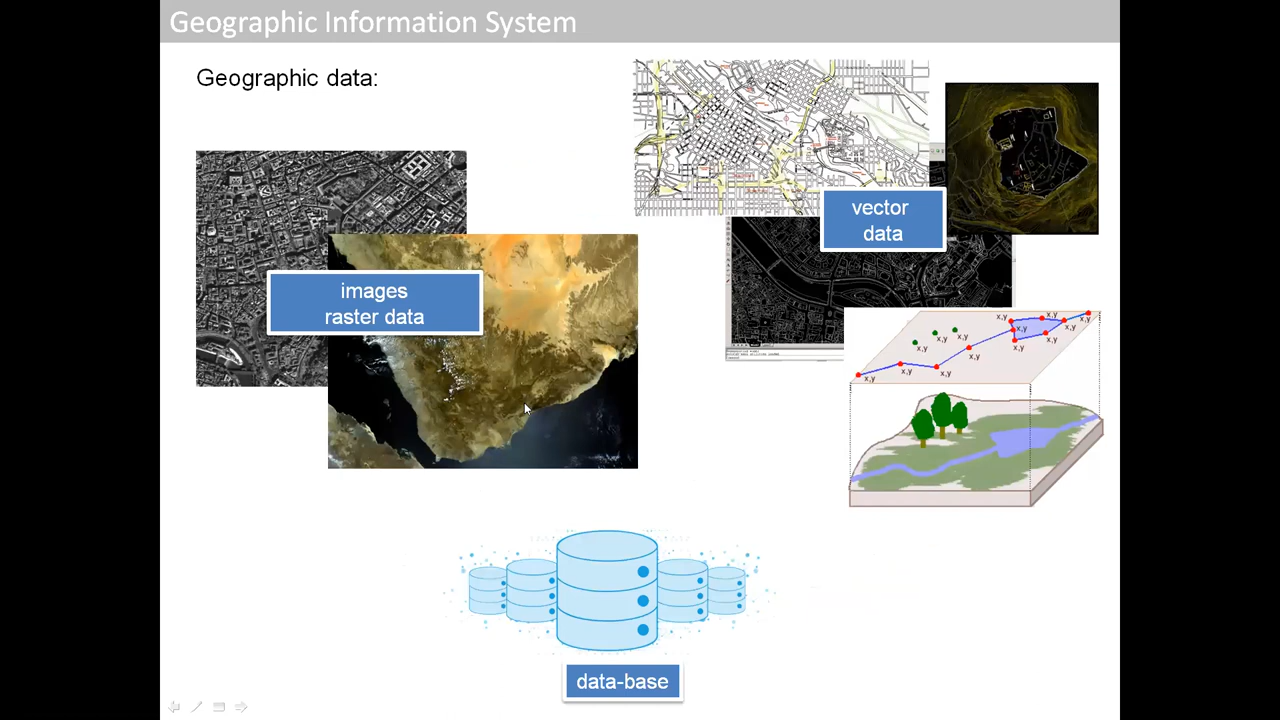 Geographic Information System
Geographic data:
vector
data
images
raster data
x,y
x,y
x,y
x,y
x,y
x,y
x,y
x,y
x,y
x,y
x,y
x,y
data-base